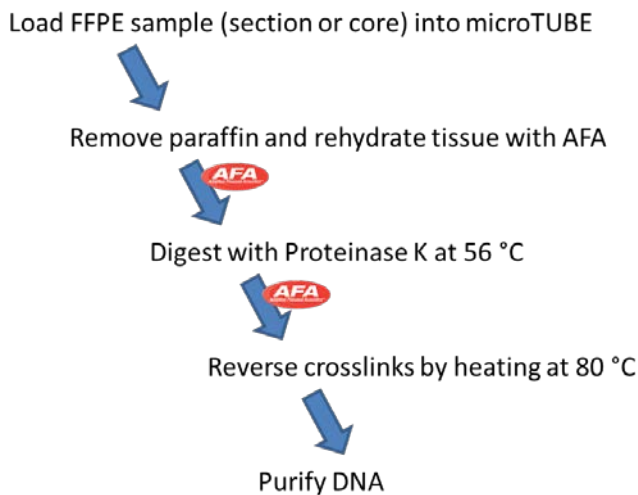 Load FFPE sample (section or core) into microTUBE
Remove paraffin and rehydrate tissue with AFA
AFA
Digest with Proteinase K at 56 °C
AFA
Reverse crosslinks by heating at 80 °C
Purify DNA